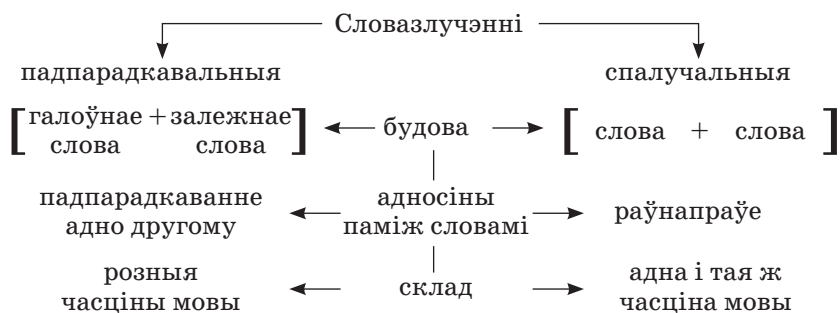 Словазлучэнні
падпарадкавальныя спалучальныя
[галоўнае + залежнае
слова слова] будова [ слова + слова ]
падпарадкаванне
адно другому
адносіны
паміж словамі
раўнапраўе
розныя
часціны мовы
склад
адна і тая ж
часціна мовы